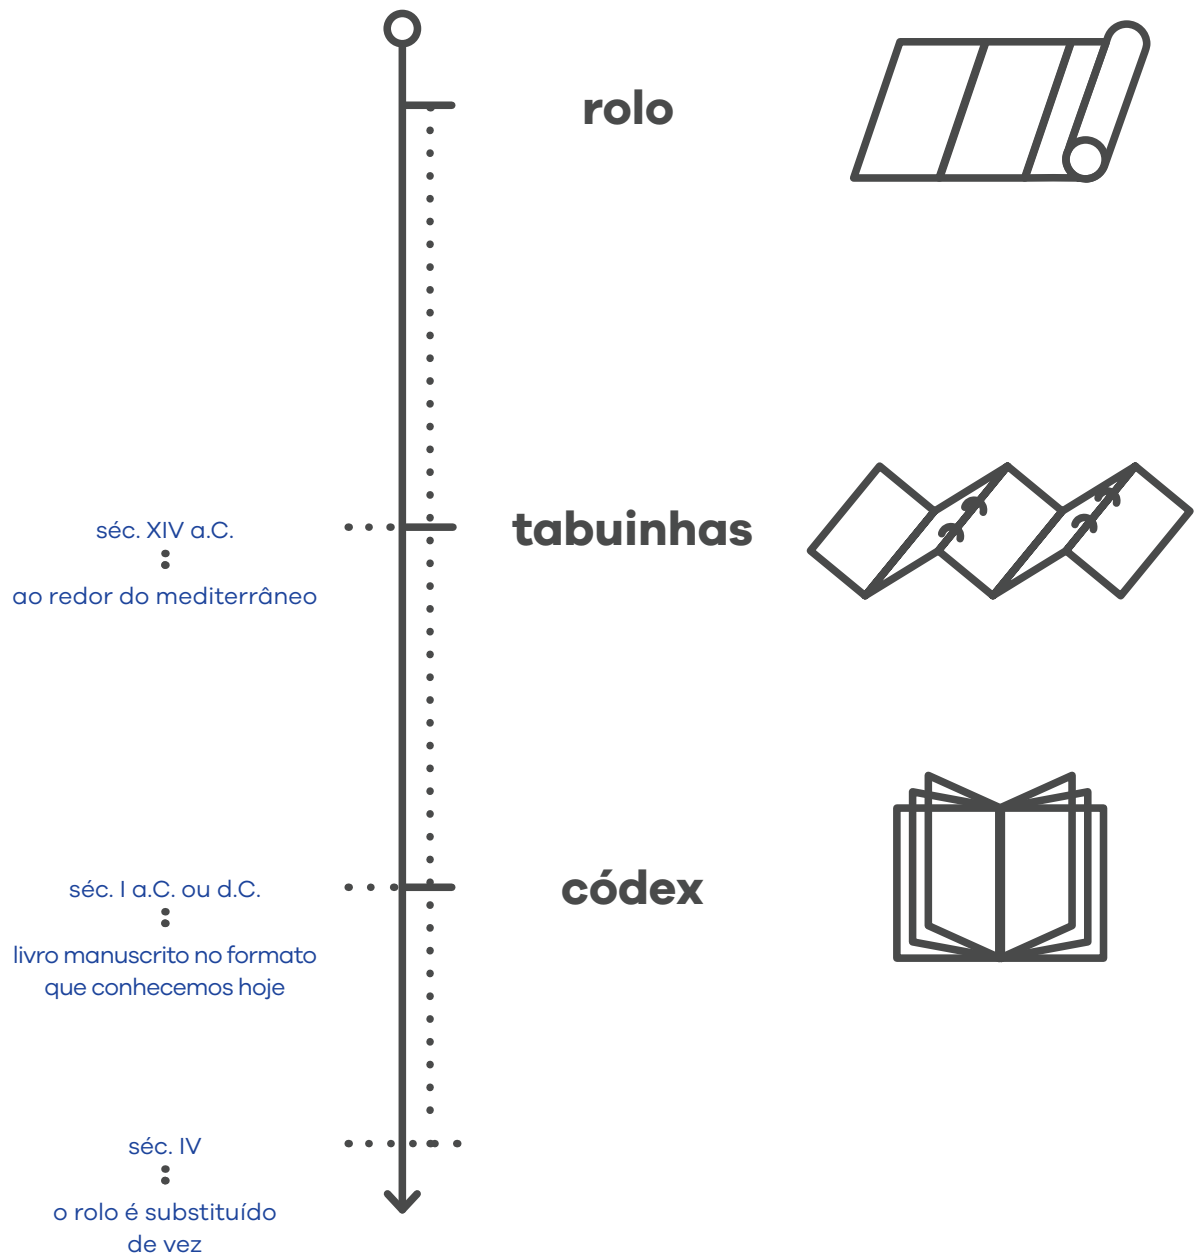 rolo
séc. XIV a.C.
ao redor do mediterrâneo
tabuinhas
séc. I a.C. ou d.C.
livro manuscrito no formato
que conhecemos hoje
códex
séc. IV
o rolo é substituído
de vez